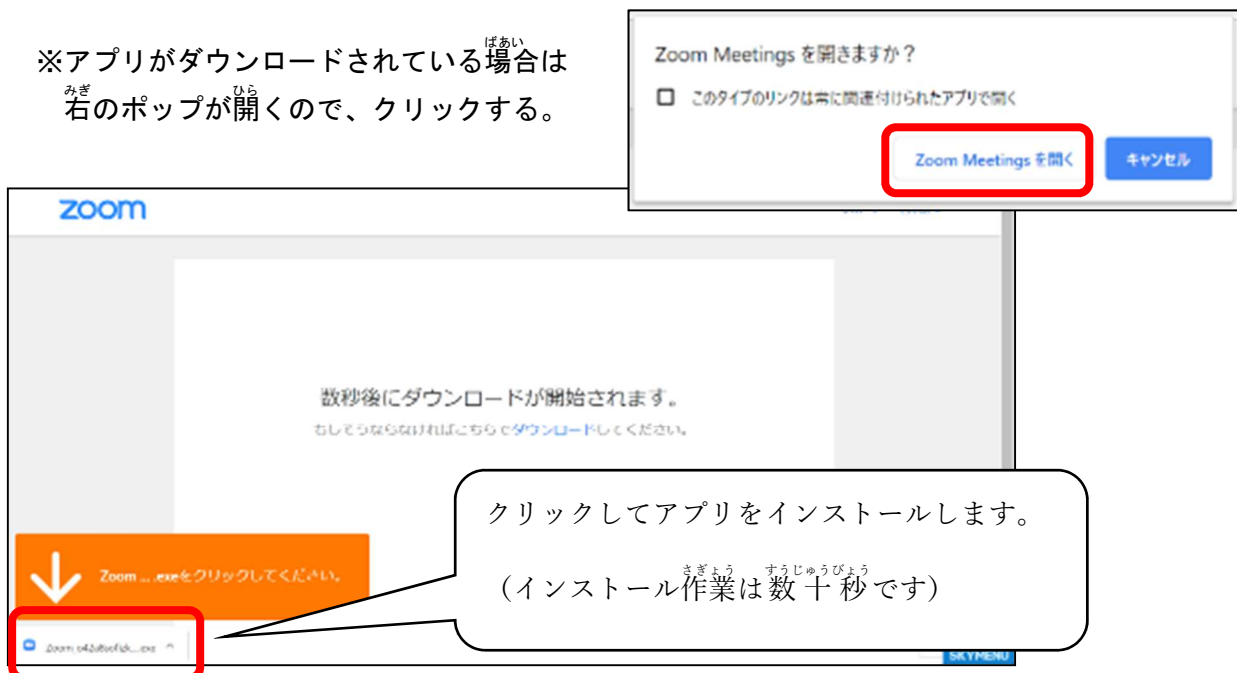 ※アプリがダウンロードされている場合は
右のポップが開くので、クリックする。
Zoom Meetings を開きますか?
このタイプのリンクは常に関連付けられたアプリで開く
Zoom Meetings を開く
キャンセル
zoom
数秒後にダウンロードが開始されます。
もしそうならなければこちらでダウンロードしてください。
クリックしてアプリをインストールします。
(インストール作業は数十秒です)
Zoom ... .exeをクリックしてください。
SKYMENU